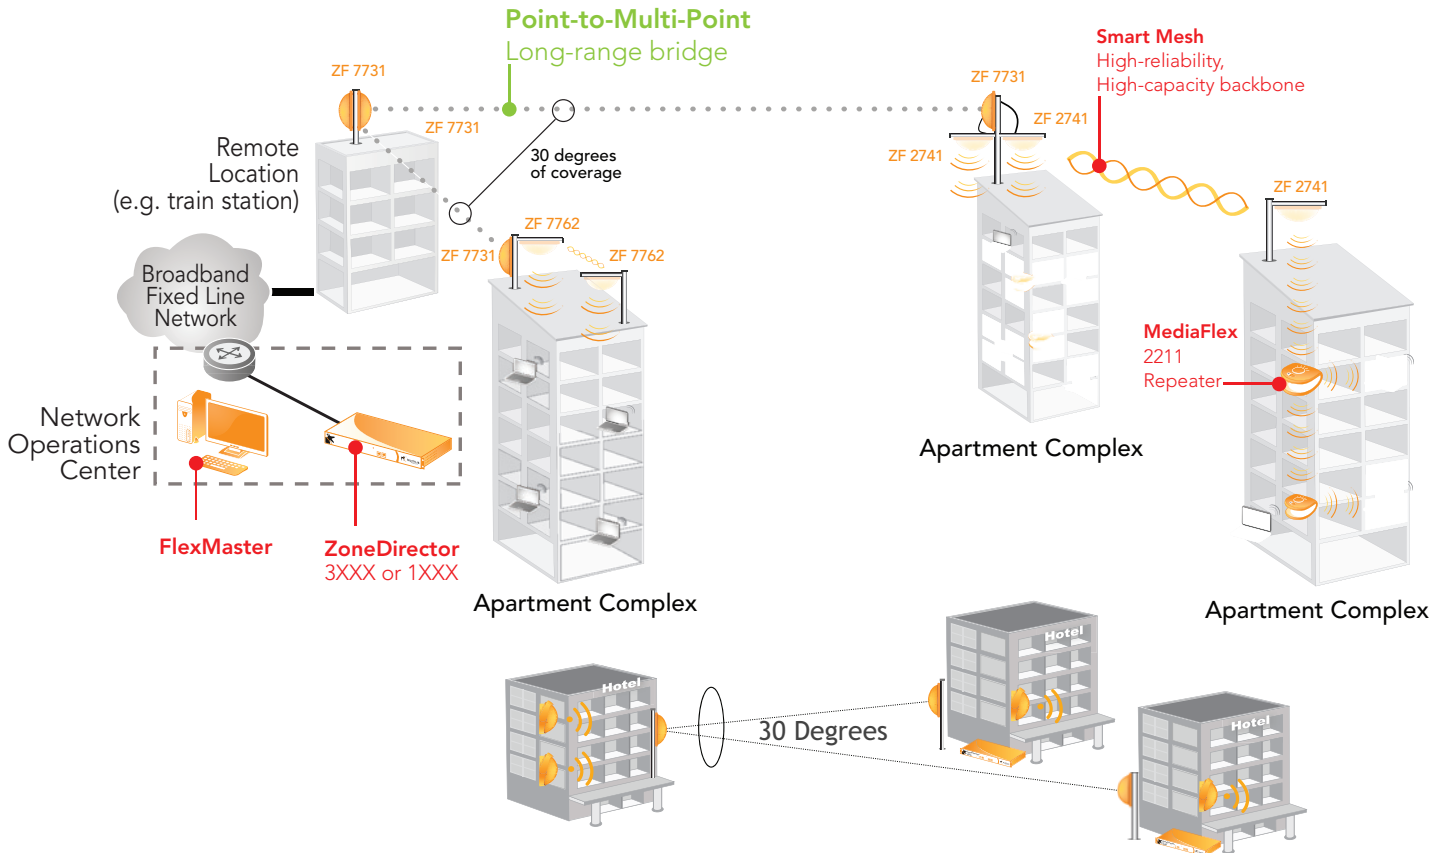 Point-to-Multi-Point
Long-range bridge
Smart Mesh
High-reliability,
High-capacity backbone
ZF 7731
ZF 7731
ZF 7731
ZF 2741
ZF 2741
30 degrees
of coverage
Remote
Location
(e.g. train station)
ZF 2741
ZF 7762
ZF 7731
ZF 7762
Broadband
Fixed Line
Network
MediaFlex
2211
Repeater
Network
Operations
Center
Apartment Complex
FlexMaster
ZoneDirector
3XXX or 1XXX
Apartment Complex
Apartment Complex
Hotel
Hotel
30 Degrees
Hotel